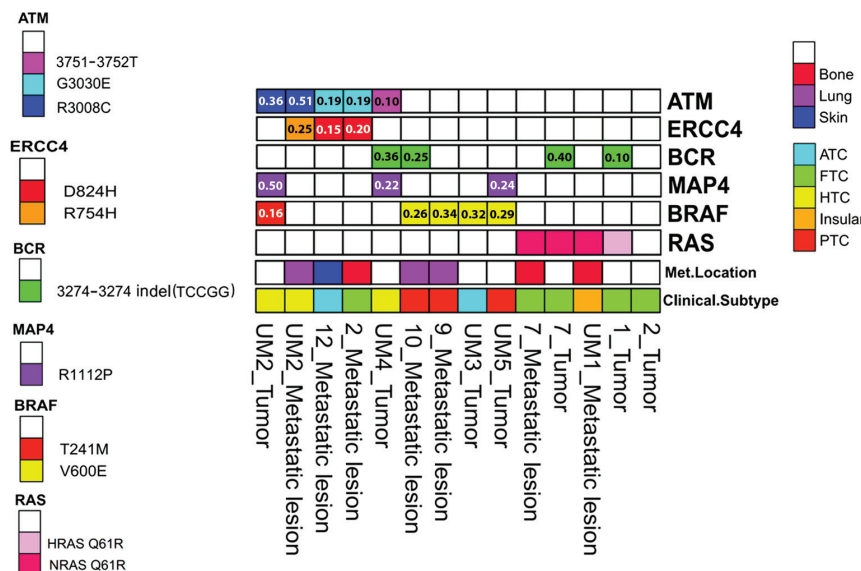 ATM
3751-3752T
G3030E
R3008C
ERCC4
D824H
R754H
BCR
3274-3274 indel(TCCGG)
MAP4
R1112P
BRAF
T241M
V600E
RAS
HRAS Q61R
NRAS Q61R
0.36 0.51 0.19 0.19 0.10 ATM
0.25 0.15 0.20 ERCC4
0.36 0.25 0.40 0.10 BCR
0.50 0.22 0.24 MAP4
0.16 0.26 0.34 0.32 0.29 BRAF
RAS
Met.Location
Clinical.Subtype
UM2_Tumor
UM2_Metastatic lesion
12_Metastatic lesion
2_Metastatic lesion
UM4_Tumor
10_Metastatic lesion
9_Metastatic lesion
UM3_Tumor
UM5_Tumor
7_Metastatic lesion
7_Tumor
UM1_Metastatic lesion
1_Tumor
2_Tumor
Bone
Lung
Skin
ATC
FTC
HTC
Insular
PTC